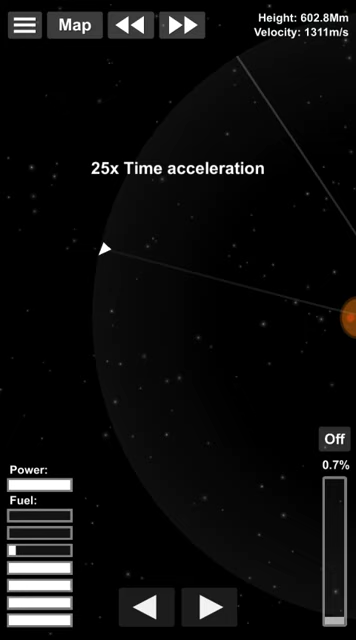 Map
Height: 602.8Mm
Velocity: 1311m/s
25x Time acceleration
Off
0.7%
Power:
Fuel: